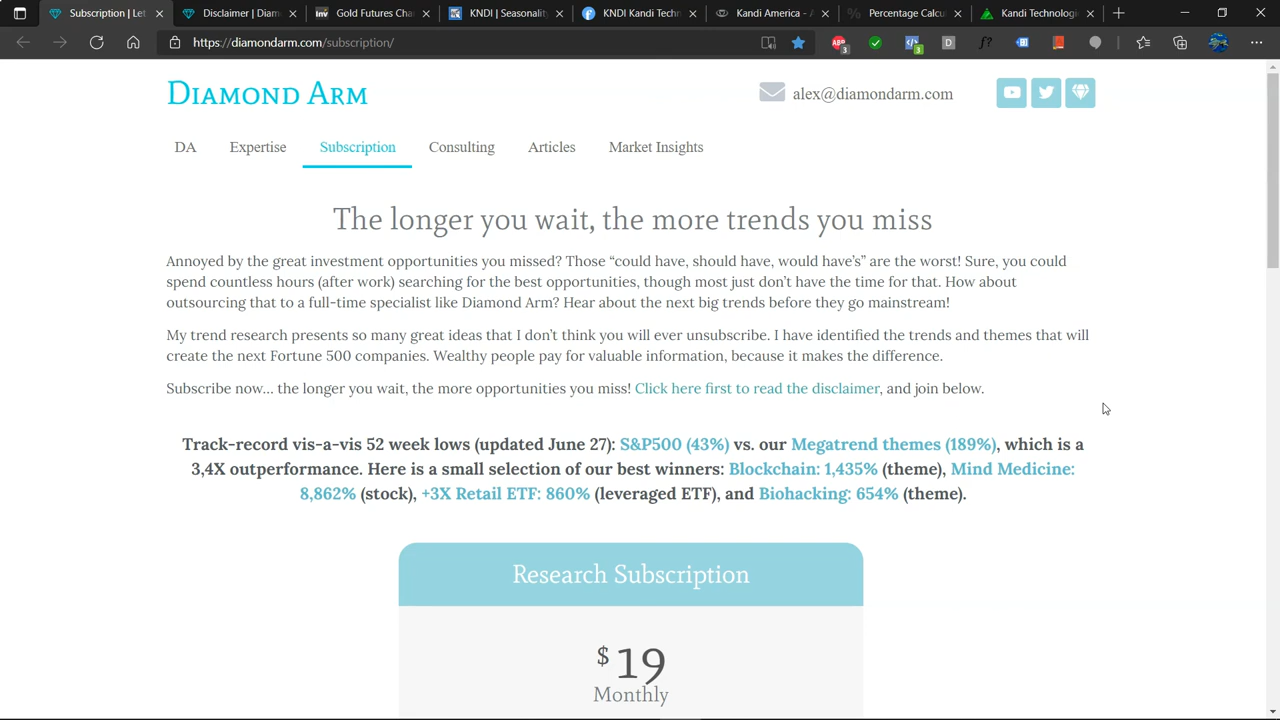 Subscription | Let
Disclaimer | Diam
Gold Futures Cha
KNDI | Seasonality
KNDI Kandi Techn
Kandi America - A
Percentage Calcu
Kandi Technologi
https://diamondarm.com/subscription/
DIAMOND ARM
alex@diamondarm.com
DA Expertise Subscription Consulting Articles Market Insights
The longer you wait, the more trends you miss
Annoyed by the great investment opportunities you missed? Those “could have, should have, would have’s” are the worst! Sure, you could
spend countless hours (after work) searching for the best opportunities, though most just don’t have the time for that. How about
outsourcing that to a full-time specialist like Diamond Arm? Hear about the next big trends before they go mainstream!
My trend research presents so many great ideas that I don’t think you will ever unsubscribe. I have identified the trends and themes that will
create the next Fortune 500 companies. Wealthy people pay for valuable information, because it makes the difference.
Subscribe now… the longer you wait, the more opportunities you miss! Click here first to read the disclaimer, and join below.
Track-record vis-a-vis 52 week lows (updated June 27): S&P500 (43%) vs. our Megatrend themes (189%), which is a
3,4X outperformance. Here is a small selection of our best winners: Blockchain: 1,435% (theme), Mind Medicine:
8,862% (stock), +3X Retail ETF: 860% (leveraged ETF), and Biohacking: 654% (theme).
Research Subscription
$19
Monthly